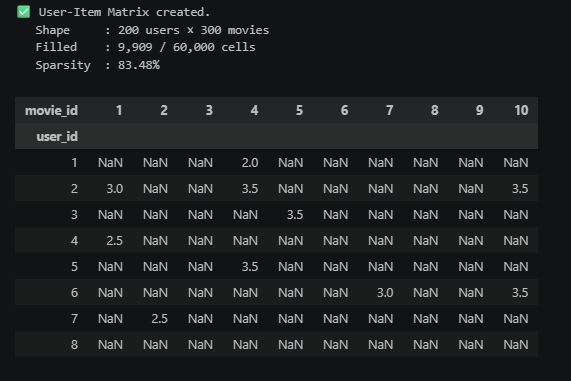 ✅ User-Item Matrix created.
Shape : 200 users × 300 movies
Filled : 9,909 / 60,000 cells
Sparsity : 83.48%
movie_id 1 2 3 4 5 6 7 8 9 10
user_id
1 NaN NaN NaN 2.0 NaN NaN NaN NaN NaN NaN
2 3.0 NaN NaN 3.5 NaN NaN NaN NaN NaN 3.5
3 NaN NaN NaN NaN 3.5 NaN NaN NaN NaN NaN
4 2.5 NaN NaN NaN NaN NaN NaN NaN NaN NaN
5 NaN NaN NaN 3.5 NaN NaN NaN NaN NaN NaN
6 NaN NaN NaN NaN NaN NaN 3.0 NaN NaN 3.5
7 NaN 2.5 NaN NaN NaN NaN NaN NaN NaN NaN
8 NaN NaN NaN NaN NaN NaN NaN NaN NaN NaN